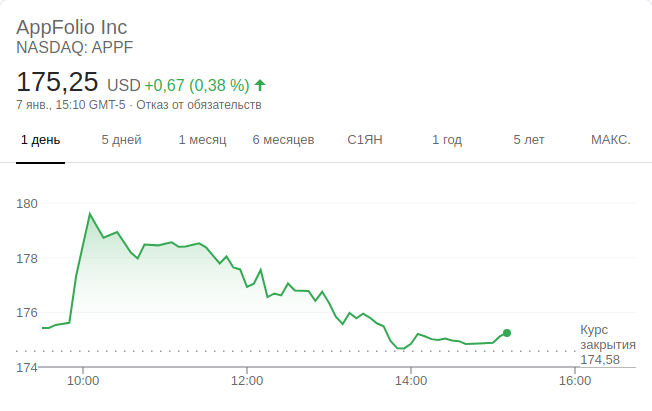 AppFolio Inc
NASDAQ: APPF
175,25 USD +0,67 (0,38 %)
7 янв., 15:10 GMT-5 · Отказ от обязательств
1 день 5 дней 1 месяц 6 месяцев С1ЯН 1 год 5 лет МАКС.
180
178
176
174
Курс
закрытия
174,58
10:00 12:00 14:00 16:00